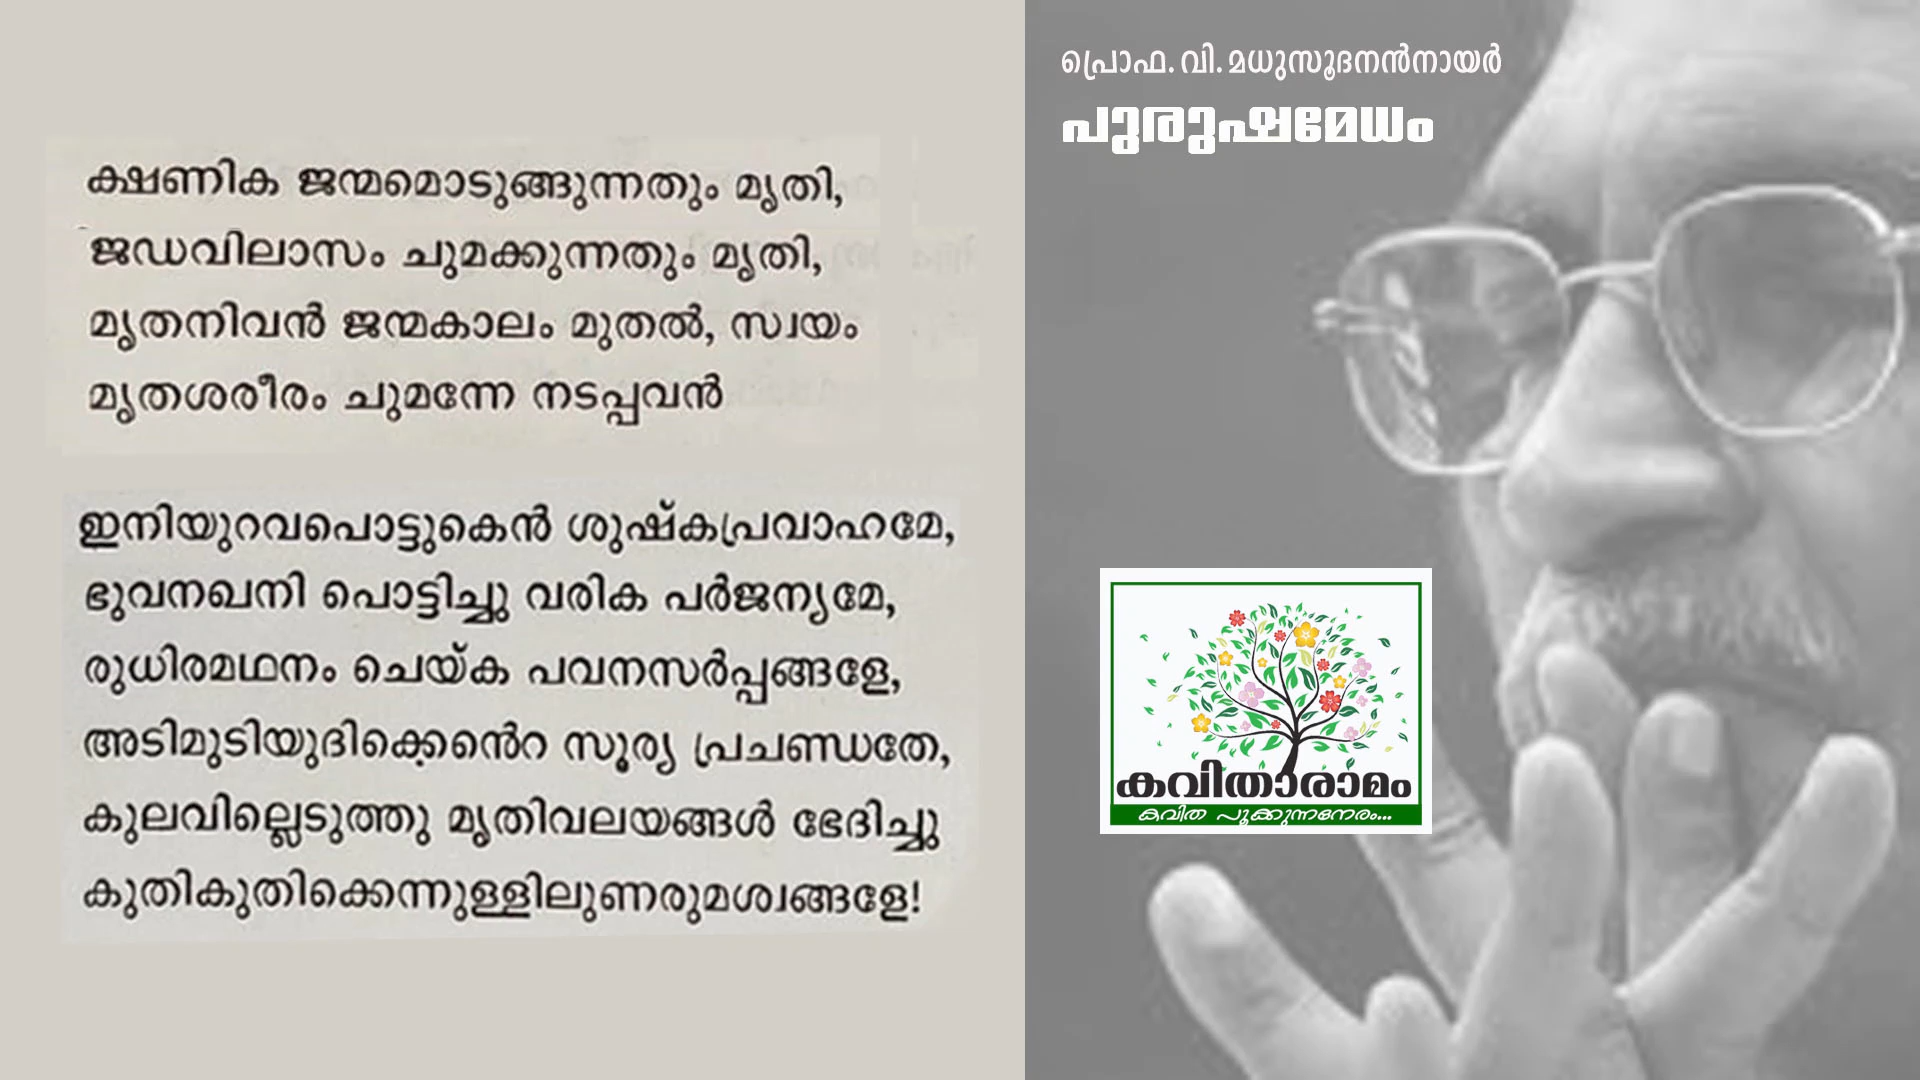 ക്ഷണിക ജന്മമൊടുങ്ങുന്നതും മൃതി,
ജഡവിലാസം ചുമക്കുന്നതും മൃതി,
മൃതനിവൻ ജന്മകാലം മുതൽ, സ്വയം
മൃതശരീരം ചുമന്നേ നടപ്പവൻ
ഇനിയുറവപൊട്ടുകെൻ ശുഷ്കപ്രവാഹമേ,
ഭുവനഖനി പൊട്ടിച്ചു വരിക പർജന്യമേ,
രുധിരമഥനം ചെയ്ക പവനസർപ്പങ്ങളേ,
അടിമുടിയുദിക്കെൻെറ സൂര്യ പ്രചണ്ഡതേ,
കുലവില്ലെടുത്തു മൃതിവലയങ്ങൾ ഭേദിച്ചു
കുതികുതിക്കെന്നുള്ളിലുണരുമശ്വങ്ങളേ!
പ്രൊഫ. വി. മധുസൂദനൻനായർ
പുരുഷമേധം
കവിതാരാമം
കവിത പൂക്കുന്നനേരം...